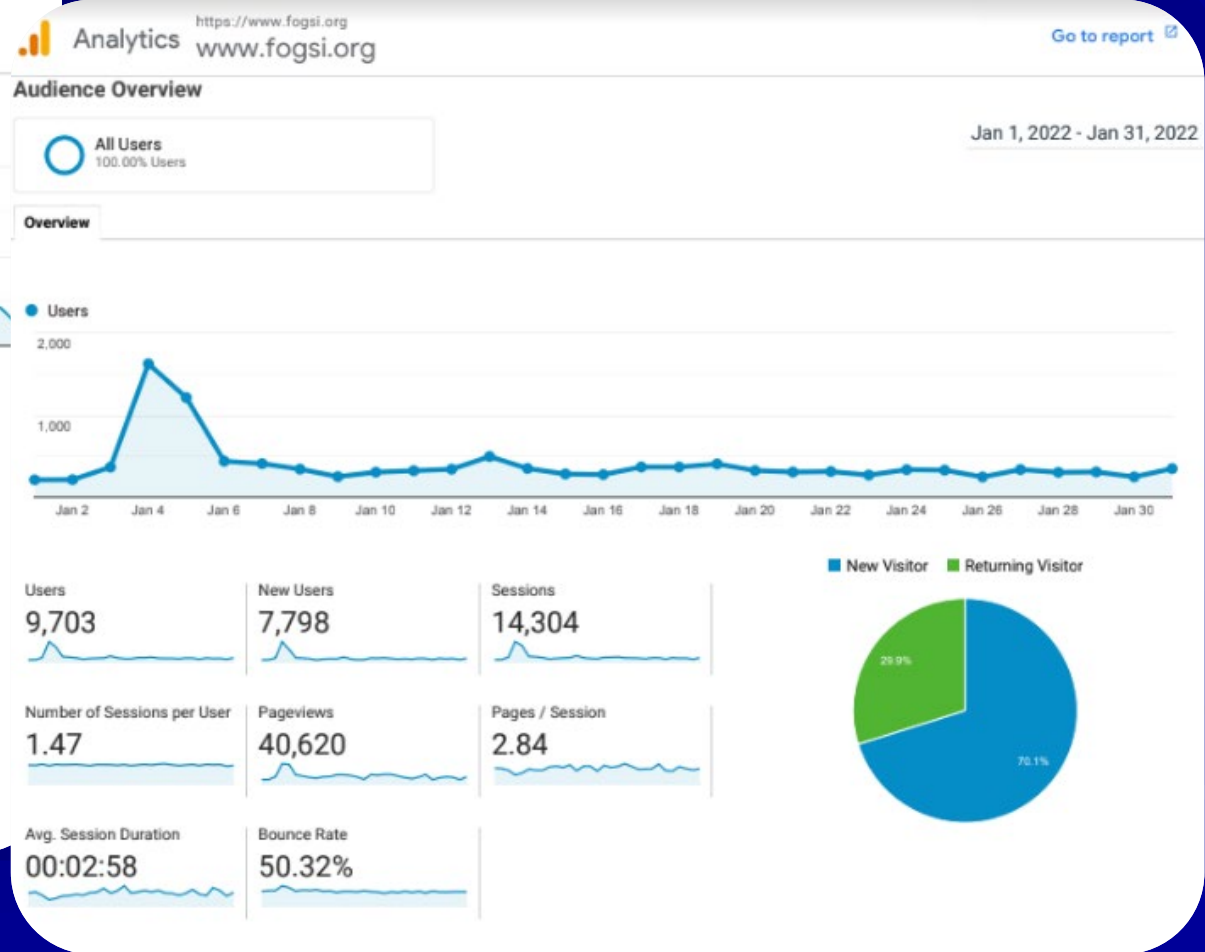 https://www.fogsi.org
Analytics www.fogsi.org
Go to report
Audience Overview
All Users
100.00% Users
Jan 1, 2022 - Jan 31, 2022
Overview
Users
2,000
1,000
Jan 2 Jan 4 Jan 6 Jan 8 Jan 10 Jan 12 Jan 14 Jan 16 Jan 18 Jan 20 Jan 22 Jan 24 Jan 26 Jan 28 Jan 30
New Visitor Returning Visitor
Users New Users Sessions
9,703 7,798 14,304
Number of Sessions per User Pageviews Pages / Session
1.47 40,620 2.84
Avg. Session Duration Bounce Rate
00:02:58 50.32%
29.9%
70.1%